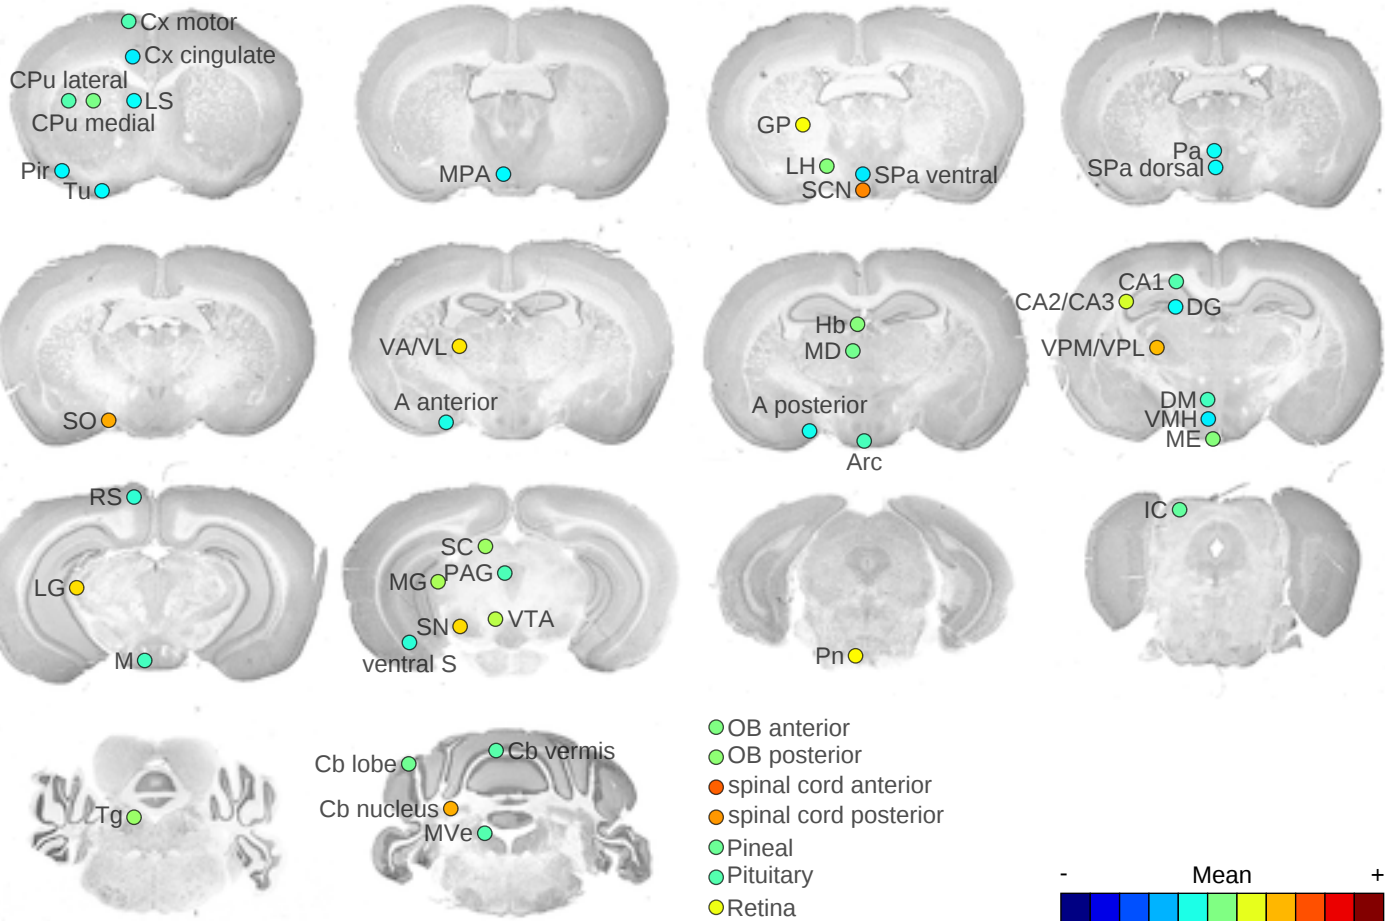 Cx motor
Cx cingulate
CPu lateral
LS
CPu medial
Pir
Tu
MPA
GP
LH
SPa ventral
SCN
Pa
SPa dorsal
SO
VA/VL
A anterior
Hb
MD
A posterior
Arc
CA1
CA2/CA3
DG
VPM/VPL
DM
VMH
ME
RS
LG
M
SC
PAG
MG
VTA
SN
ventral S
Pn
IC
Tg
Cb vermis
Cb lobe
Cb nucleus
MVe
OB anterior
OB posterior
spinal cord anterior
spinal cord posterior
Pineal
Pituitary
Retina
- Mean +